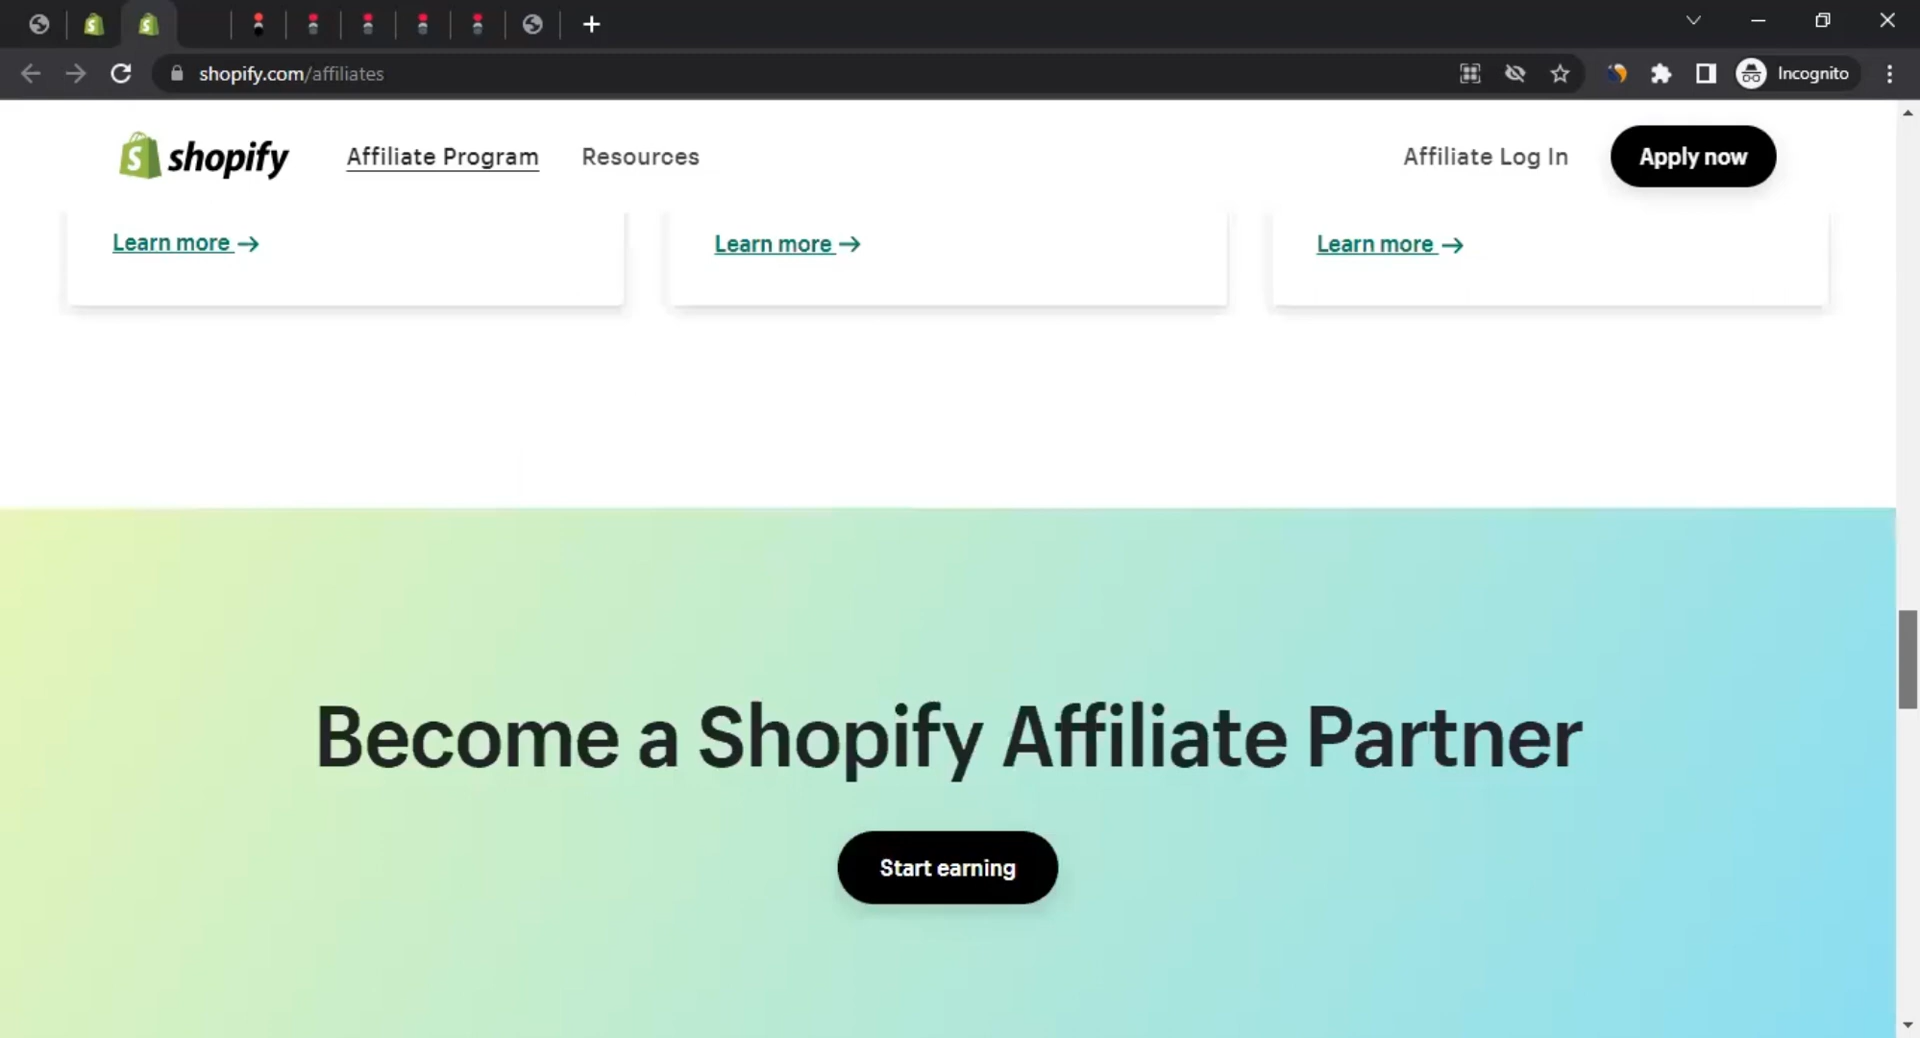 shopify.com/affiliates
Incognito
shopify
Affiliate Program
Resources
Affiliate Log In
Apply now
Learn more →
Learn more →
Learn more →
Become a Shopify Affiliate Partner
Start earning